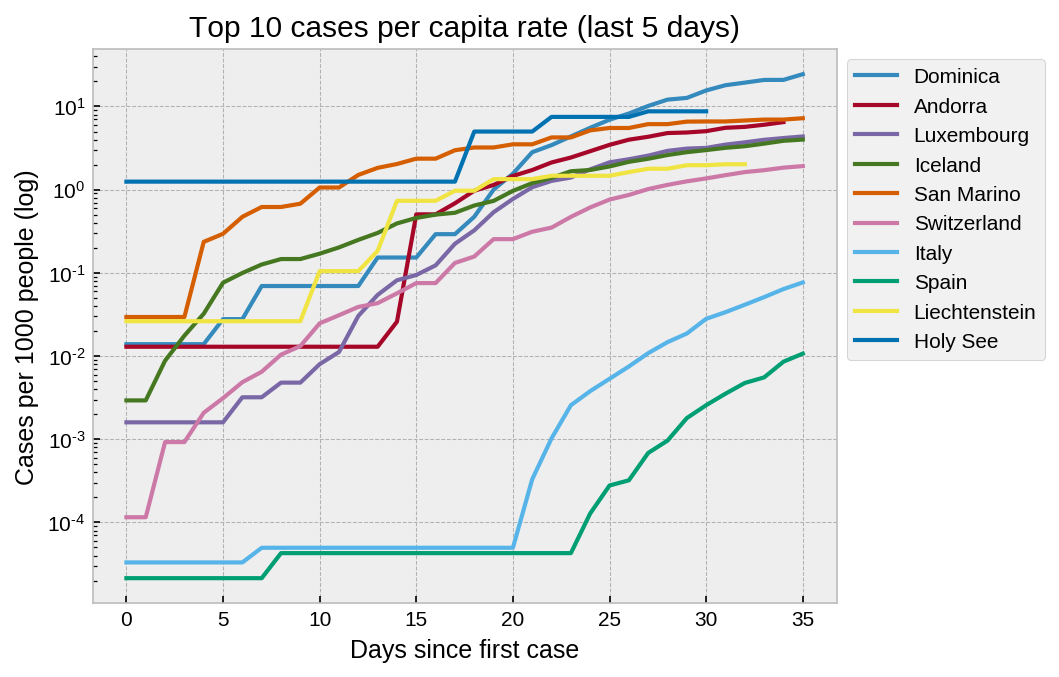 Top 10 cases per capita rate (last 5 days)
Cases per 1000 people (log)
10^1
10^0
10^-1
10^-2
10^-3
10^-4
0 5 10 15 20 25 30 35
Days since first case
Dominica
Andorra
Luxembourg
Iceland
San Marino
Switzerland
Italy
Spain
Liechtenstein
Holy See